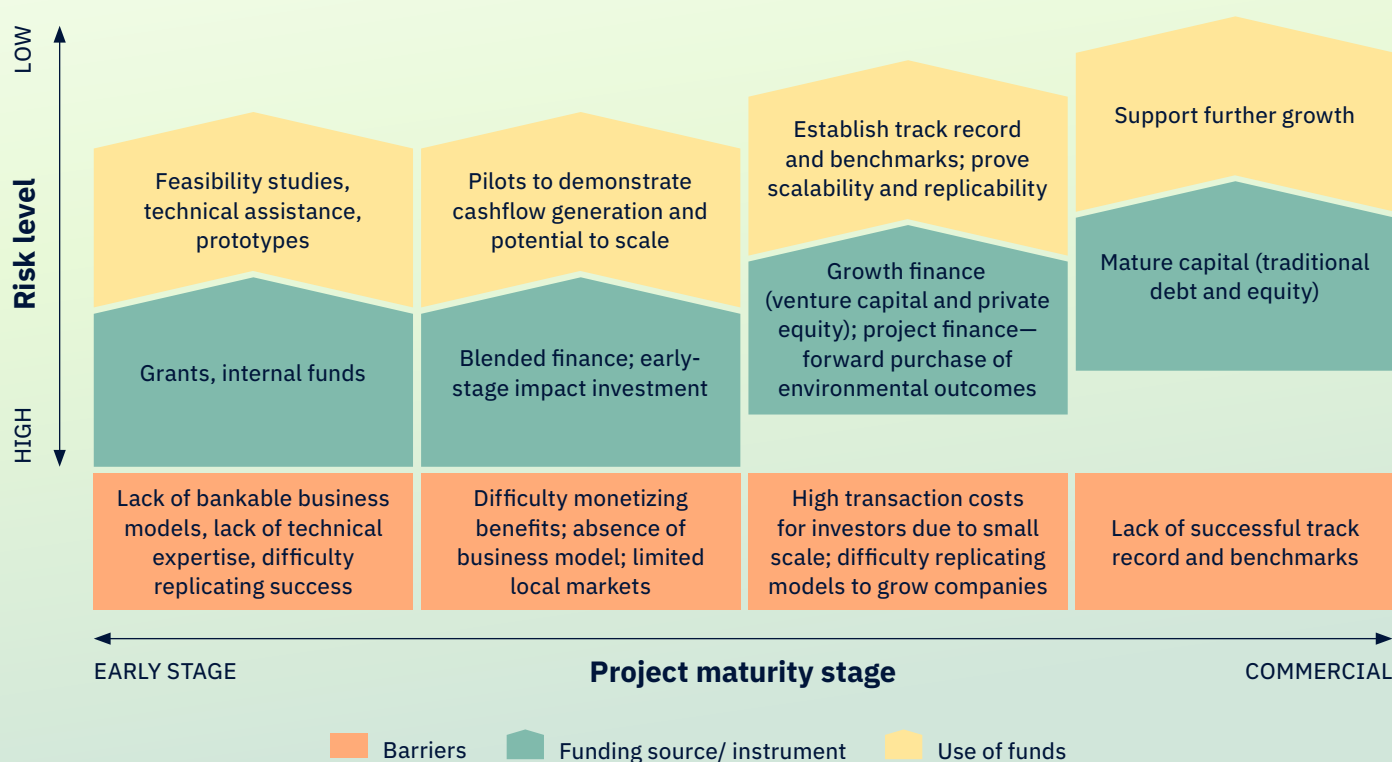 LOW
Risk level
HIGH
Feasibility studies,
technical assistance,
prototypes
Grants, internal funds
Lack of bankable business
models, lack of technical
expertise, difficulty
replicating success
Pilots to demonstrate
cashflow generation and
potential to scale
Blended finance; early-
stage impact investment
Difficulty monetizing
benefits; absence of
business model; limited
local markets
Establish track record
and benchmarks; prove
scalability and replicability
Growth finance
(venture capital and private
equity); project finance—
forward purchase of
environmental outcomes
High transaction costs
for investors due to small
scale; difficulty replicating
models to grow companies
Support further growth
Mature capital (traditional
debt and equity)
Lack of successful track
record and benchmarks
EARLY STAGE
Project maturity stage
COMMERCIAL
Barriers
Funding source/ instrument
Use of funds